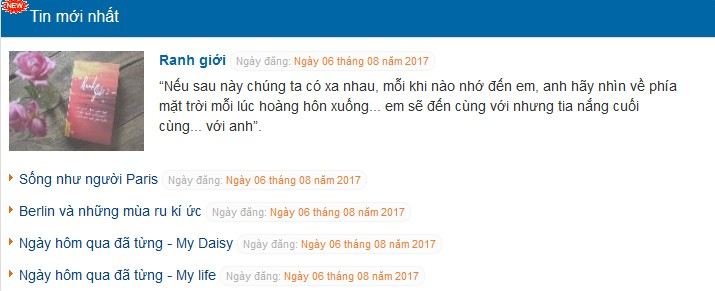 NEW
Tin mới nhất
Ranh giới Ngày đăng: Ngày 06 tháng 08 năm 2017
“Nếu sau này chúng ta có xa nhau, mỗi khi nào nhớ đến em, anh hãy nhìn về phía
mặt trời mỗi lúc hoàng hôn xuống... em sẽ đến cùng với nhưng tia nắng cuối
cùng... với anh”.
Sống như người Paris Ngày đăng: Ngày 06 tháng 08 năm 2017
Berlin và những mùa ru kí ức Ngày đăng: Ngày 06 tháng 08 năm 2017
Ngày hôm qua đã từng - My Daisy Ngày đăng: Ngày 06 tháng 08 năm 2017
Ngày hôm qua đã từng - My life Ngày đăng: Ngày 06 tháng 08 năm 2017